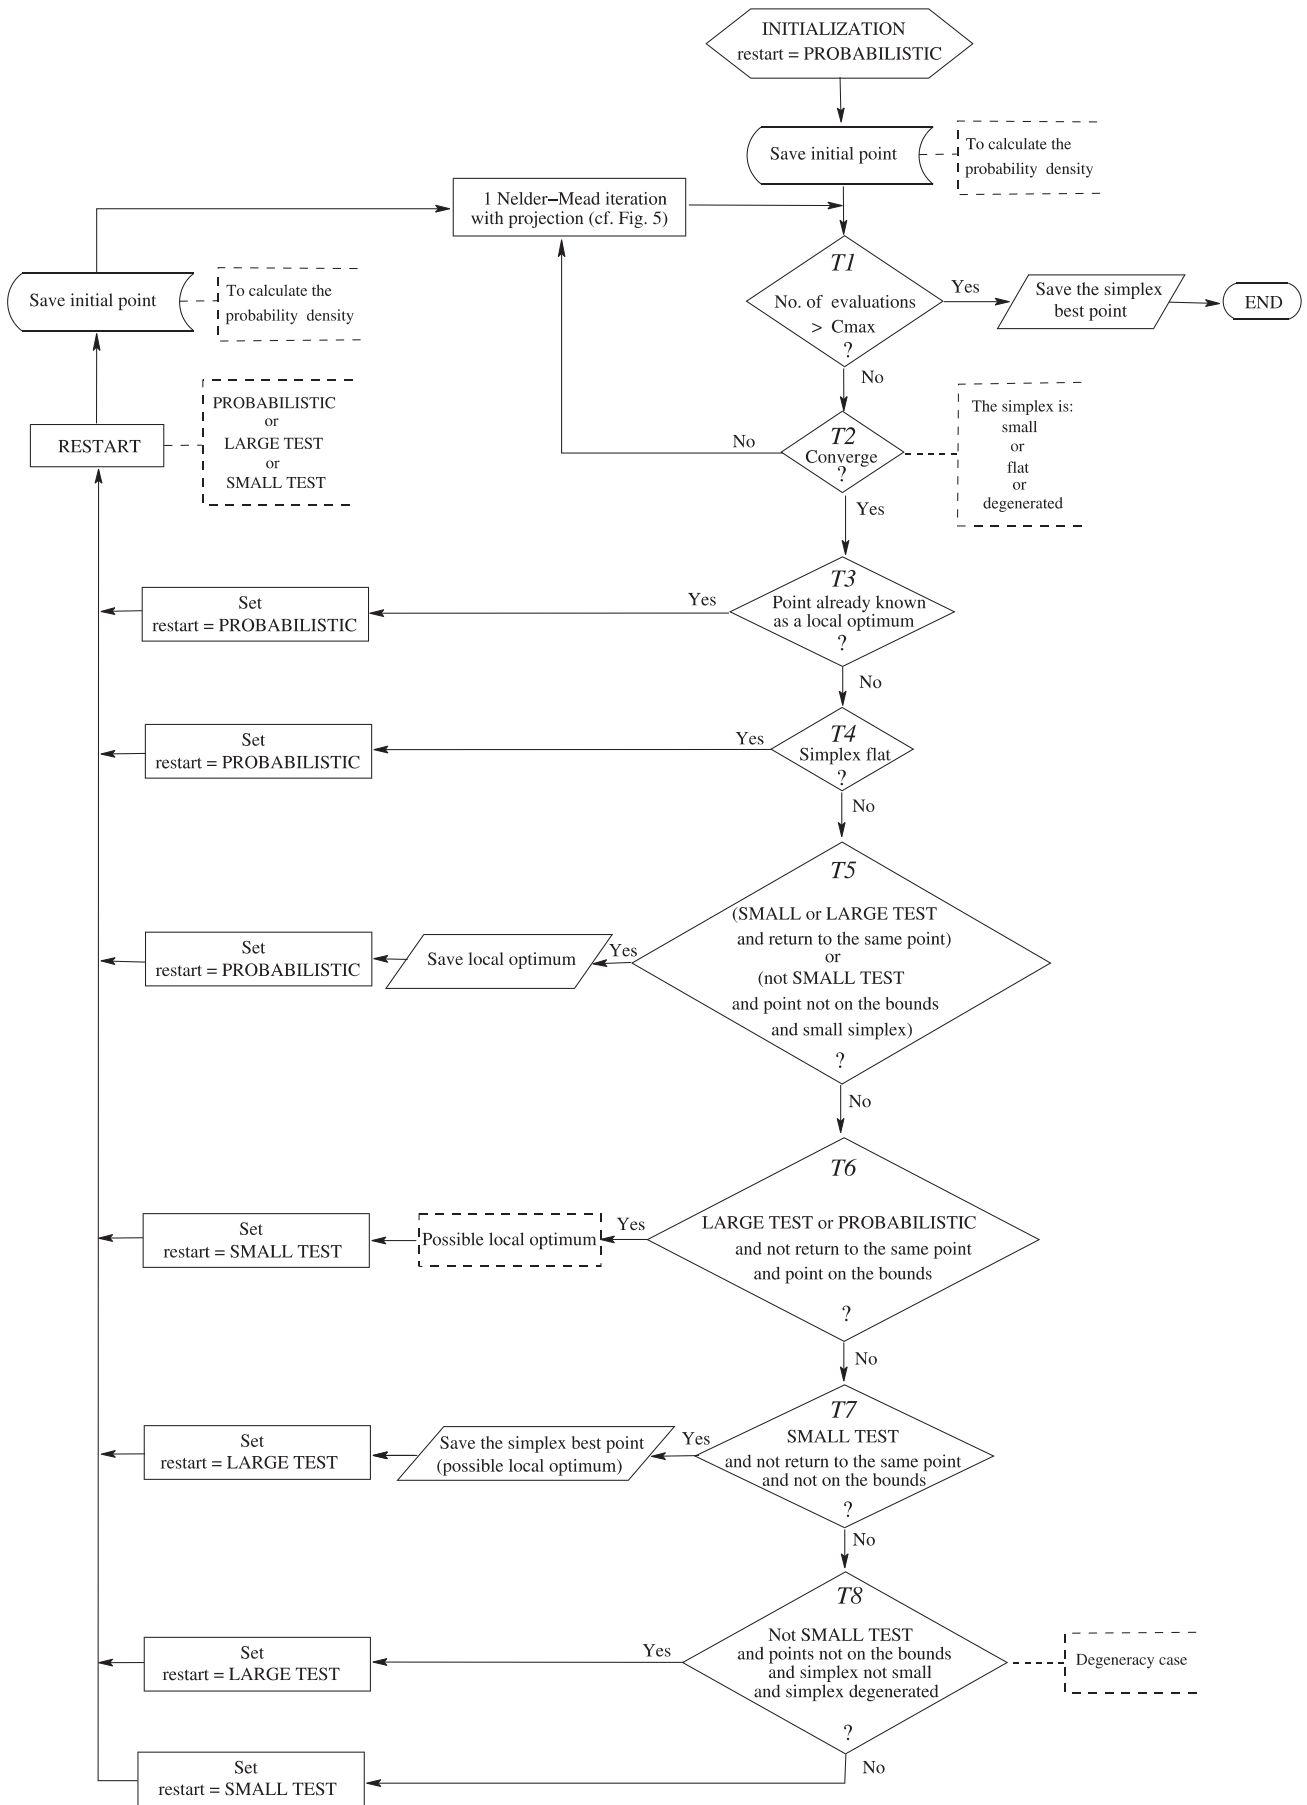 INITIALIZATION
restart = PROBABILISTIC
Save initial point
To calculate the
probability density
1 Nelder–Mead iteration
with projection (cf. Fig. 5)
T1
No. of evaluations
> Cmax
?
Yes
Save the simplex
best point
END
No
Save initial point
To calculate the
probability density
RESTART
PROBABILISTIC
or
LARGE TEST
or
SMALL TEST
T2
Converge
?
No
The simplex is:
small
or
flat
or
degenerated
Yes
T3
Point already known
as a local optimum
?
Yes
Set
restart = PROBABILISTIC
No
T4
Simplex flat
?
Yes
Set
restart = PROBABILISTIC
No
T5
(SMALL or LARGE TEST
and return to the same point)
or
(not SMALL TEST
and point not on the bounds
and small simplex)
?
Yes
Save local optimum
Set
restart = PROBABILISTIC
No
T6
LARGE TEST or PROBABILISTIC
and not return to the same point
and point on the bounds
?
Yes
Possible local optimum
Set
restart = SMALL TEST
No
T7
SMALL TEST
and not return to the same point
and not on the bounds
?
Yes
Save the simplex best point
(possible local optimum)
Set
restart = LARGE TEST
No
T8
Not SMALL TEST
and points not on the bounds
and simplex not small
and simplex degenerated
?
Yes
Degeneracy case
Set
restart = LARGE TEST
No
Set
restart = SMALL TEST